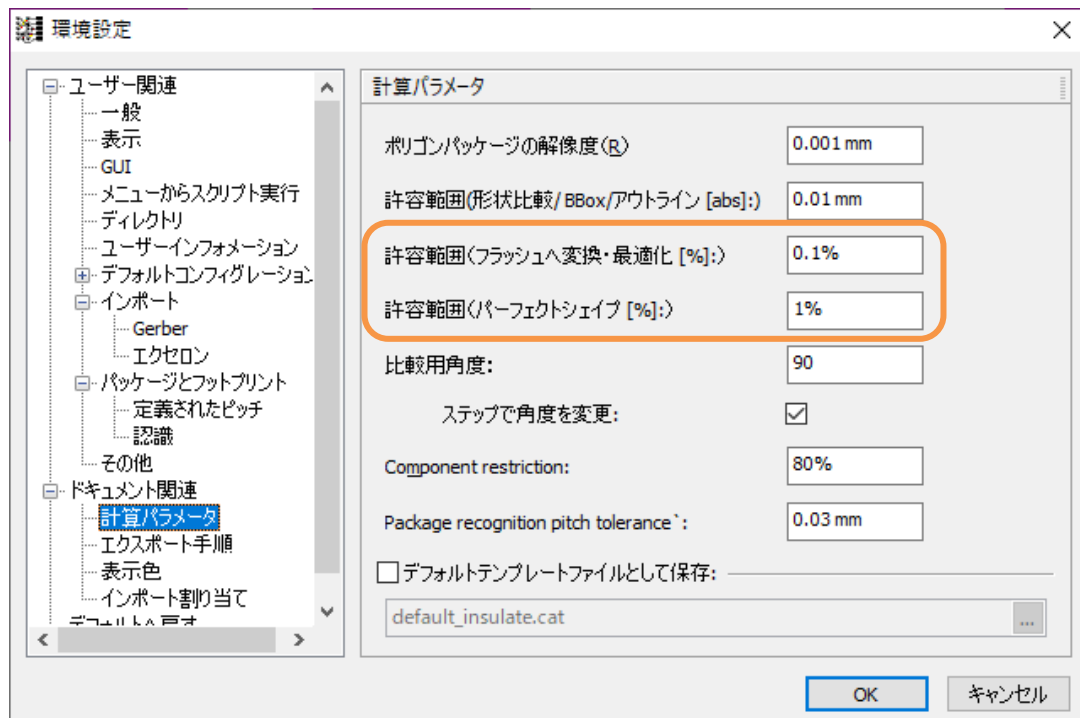 環境設定
ユーザー関連
一般
表示
GUI
メニューからスクリプト実行
ディレクトリ
ユーザーインフォメーション
デフォルトコンフィグレーション
インポート
Gerber
エクセロン
パッケージとフットプリント
定義されたピッチ
認識
その他
ドキュメント関連
計算パラメータ
エクスポート手順
表示色
インポート割り当て
デフォルトへ戻す
計算パラメータ
ポリゴンパッケージの解像度(R) 0.001 mm
許容範囲(形状比較/ BBox/アウトライン [abs]:) 0.01 mm
許容範囲(フラッシュへ変換・最適化 [%]:) 0.1%
許容範囲(パーフェクトシェイプ [%]:) 1%
比較用角度: 90
ステップで角度を変更:
Component restriction: 80%
Package recognition pitch tolerance`: 0.03 mm
デフォルトテンプレートファイルとして保存:
default_insulate.cat ...
OK キャンセル